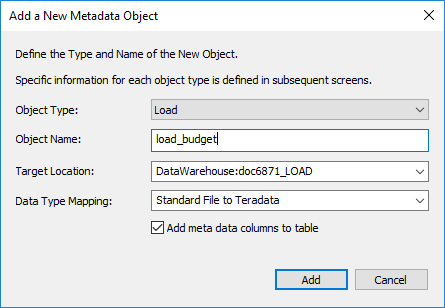 Add a New Metadata Object
Define the Type and Name of the New Object.
Specific information for each object type is defined in subsequent screens.
Object Type: Load
Object Name: load_budget
Target Location: DataWarehouse:doc6871_LOAD
Data Type Mapping: Standard File to Teradata
Add meta data columns to table
Add Cancel